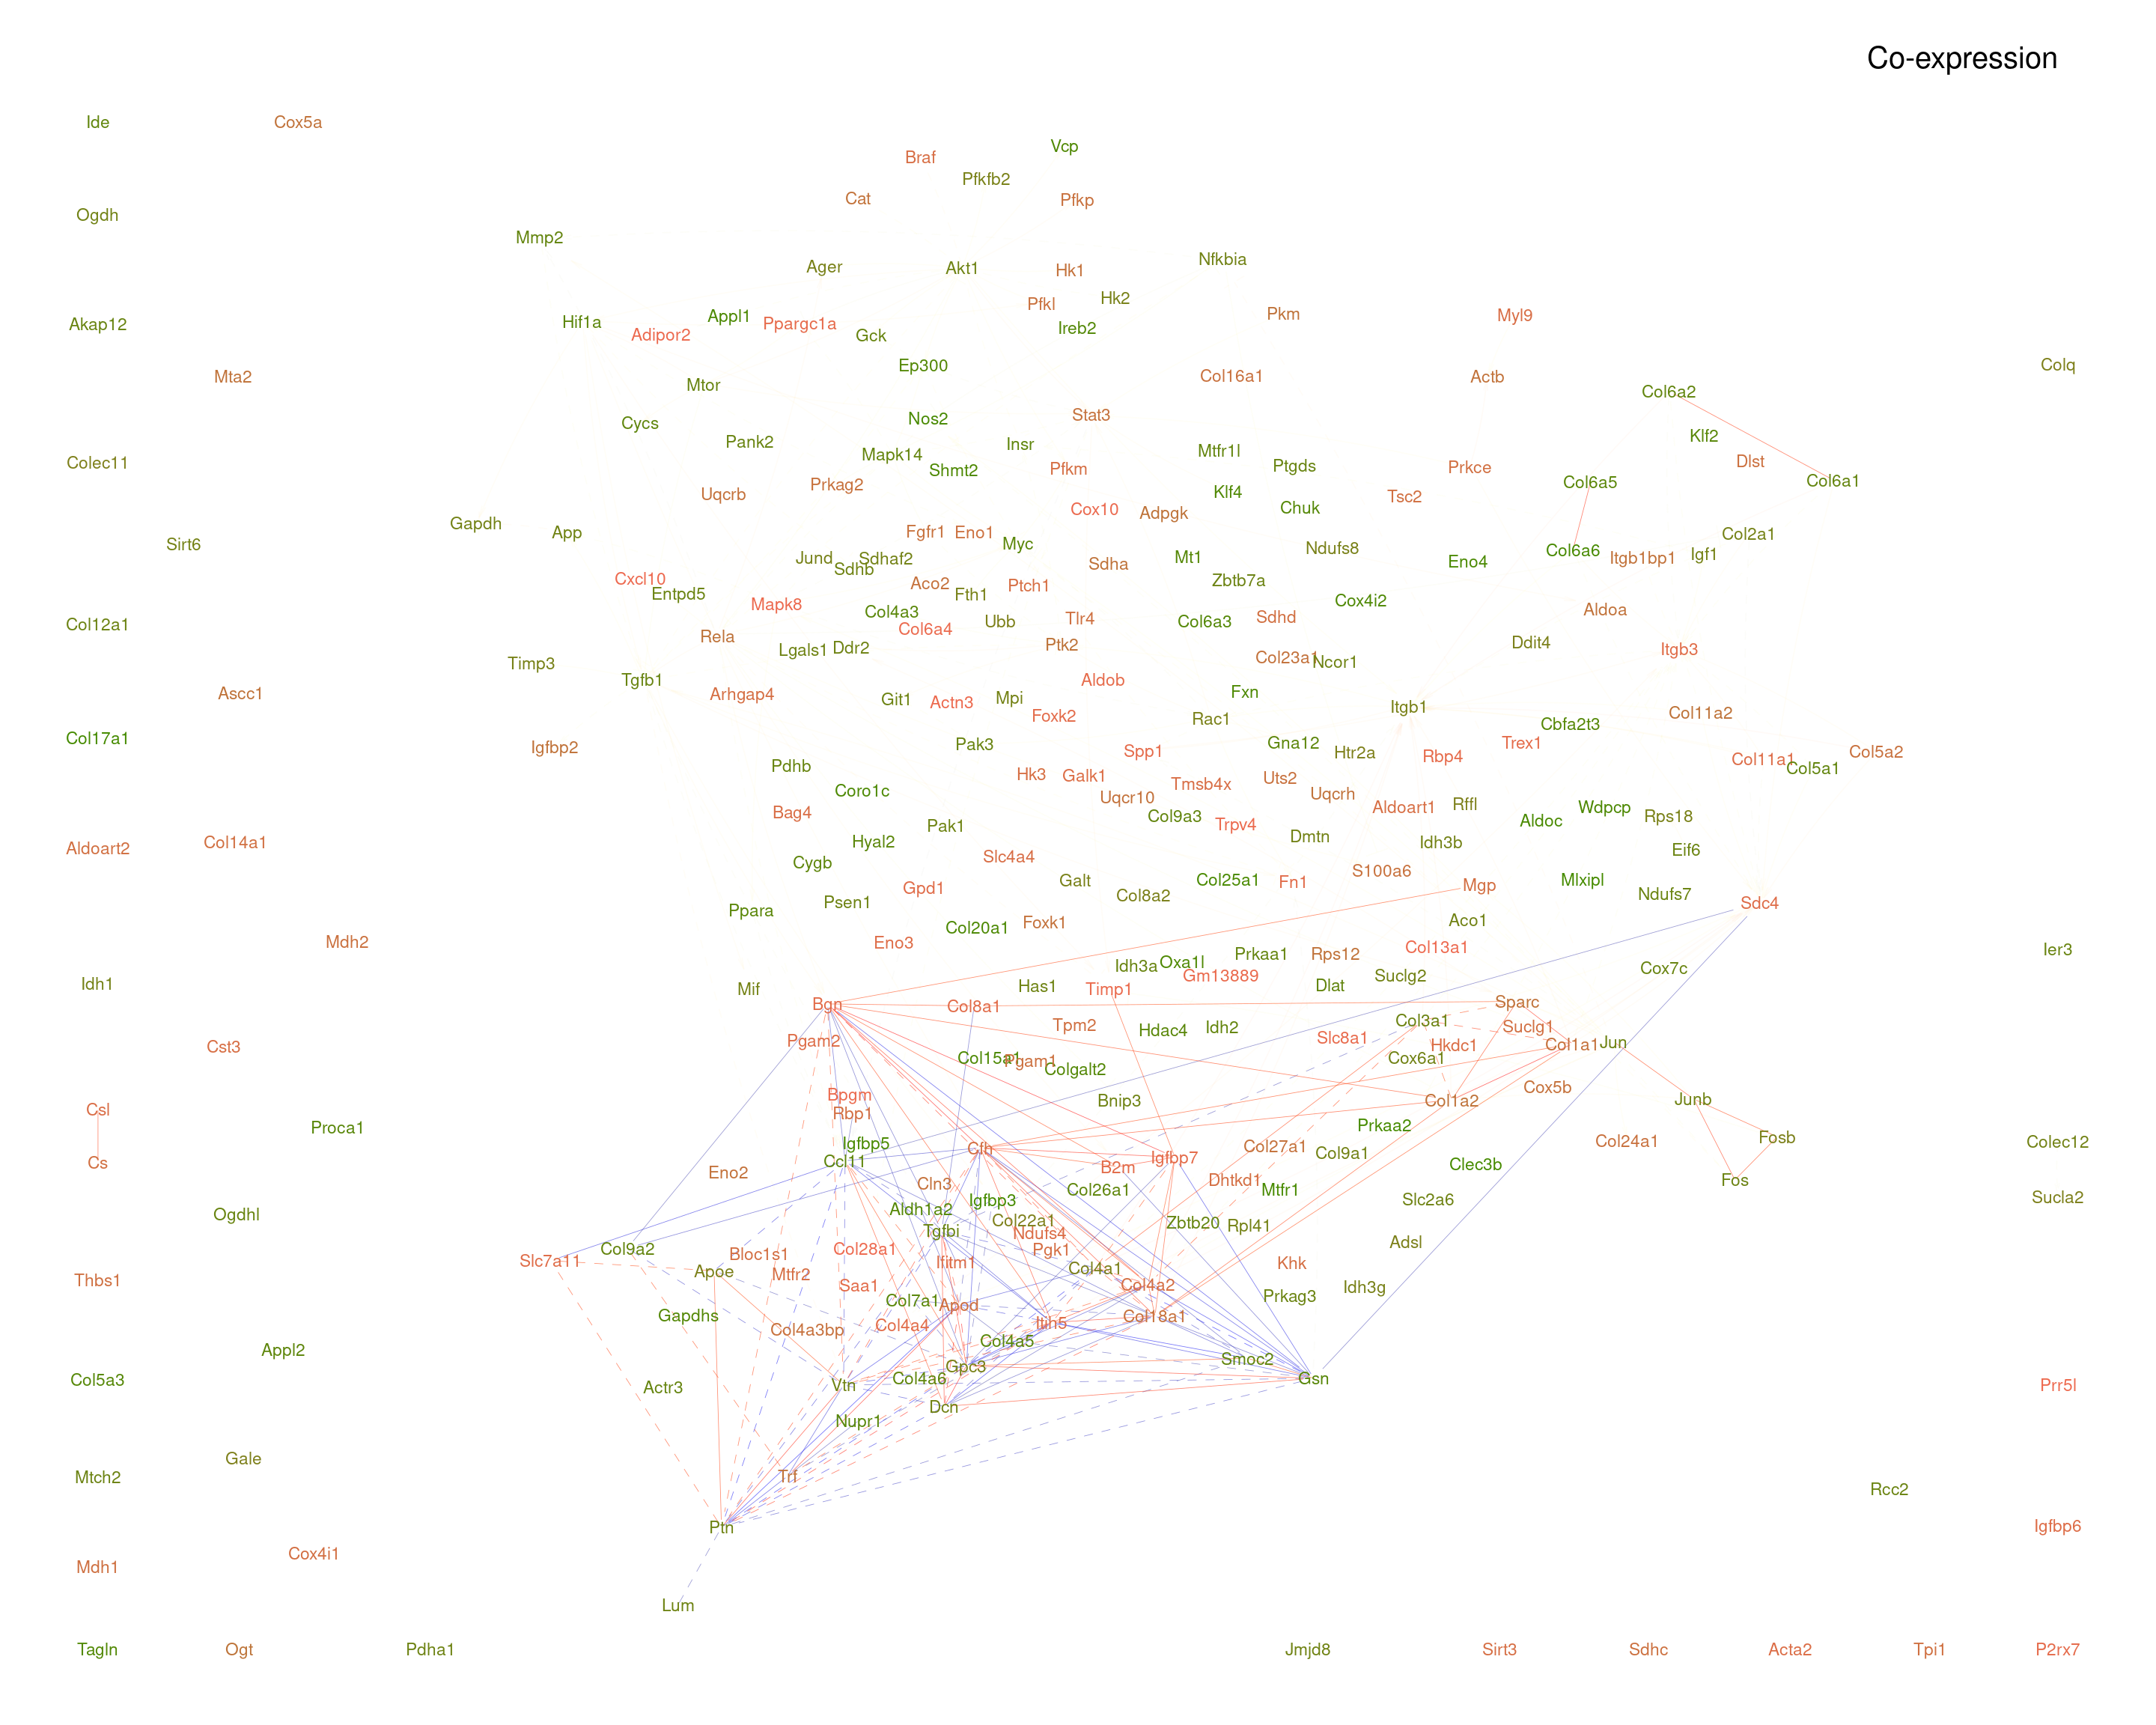 Co-expression
Ide
Cox5a
Vcp
Braf
Pfkfb2
Cat
Pfkp
Ogdh
Mmp2
Nfkbia
Ager
Akt1
Hk1
Hk2
Pfkl
Pkm
Myl9
Akap12
Hif1a
Appl1
Ppargc1a
Adipor2
Gck
Ireb2
Ep300
Colq
Mta2
Mtor
Col16a1
Actb
Col6a2
Nos2
Stat3
Cycs
Klf2
Pank2
Insr
Mapk14
Mtfr1l
Colec11
Shmt2
Pfkm
Ptgds
Prkce
Dlst
Prkag2
Col6a5
Col6a1
Uqcrb
Klf4
Tsc2
Cox10
Adpgk
Chuk
Gapdh
App
Fgfr1
Eno1
Col2a1
Sirt6
Myc
Ndufs8
Col6a6
Igf1
Jund
Sdhaf2
Sdhb
Mt1
Sdha
Eno4
Itgb1bp1
Cxcl10
Aco2
Ptch1
Zbtb7a
Entpd5
Fth1
Mapk8
Col4a3
Cox4i2
Aldoa
Col12a1
Col6a4
Ubb
Tlr4
Col6a3
Sdhd
Rela
Lgals1
Ddr2
Ptk2
Ddit4
Itgb3
Timp3
Col23a1
Ncor1
Tgfb1
Aldob
Ascc1
Arhgap4
Git1
Actn3
Mpi
Fxn
Itgb1
Foxk2
Rac1
Col11a2
Cbfa2t3
Col17a1
Igfbp2
Pak3
Spp1
Gna12
Htr2a
Rbp4
Trex1
Col5a2
Col11a1
Col5a1
Pdhb
Hk3
Galk1
Tmsb4x
Uts2
Coro1c
Uqcr10
Uqcrh
Bag4
Aldoart1
Rffl
Wdpcp
Col9a3
Rps18
Pak1
Trpv4
Aldoc
Aldoart2
Col14a1
Hyal2
Dmtn
Idh3b
Eif6
Cygb
Slc4a4
S100a6
Gpd1
Galt
Col25a1
Fn1
Mgp
Mlxipl
Col8a2
Ndufs7
Psen1
Sdc4
Ppara
Col20a1
Foxk1
Aco1
Mdh2
Eno3
Prkaa1
Rps12
Col13a1
Ier3
Idh3a
Oxa1l
Cox7c
Idh1
Mif
Has1
Timp1
Gm13889
Dlat
Suclg2
Bgn
Col8a1
Sparc
Tpm2
Hdac4
Idh2
Col3a1
Suclg1
Cst3
Pgam2
Slc8a1
Hkdc1
Col1a1
Jun
Col15a1
Pgam1
Colgalt2
Cox6a1
Cox5b
Bpgm
Bnip3
Col1a2
Junb
Csl
Rbp1
Proca1
Prkaa2
Fosb
Igfbp5
Cfh
Col27a1
Col24a1
Colec12
Ccl11
Igfbp7
Col9a1
Cs
Eno2
B2m
Clec3b
Cln3
Dhtkd1
Fos
Col26a1
Mtfr1
Igfbp3
Slc2a6
Sucla2
Aldh1a2
Ogdhl
Col22a1
Zbtb20
Rpl41
Tgfbi
Ndufs4
Adsl
Col9a2
Col28a1
Pgk1
Bloc1s1
Slc7a11
Ifitm1
Khk
Apoe
Mtfr2
Col4a1
Thbs1
Saa1
Col4a2
Idh3g
Prkag3
Col7a1
Apod
Gapdhs
Col18a1
Col4a4
Itih5
Col4a3bp
Col4a5
Appl2
Smoc2
Gpc3
Col5a3
Col4a6
Gsn
Vtn
Actr3
Prr5l
Dcn
Nupr1
Gale
Mtch2
Trf
Rcc2
Ptn
Igfbp6
Cox4i1
Mdh1
Lum
Tagln
Ogt
Pdha1
Jmjd8
Sirt3
Sdhc
Acta2
Tpi1
P2rx7